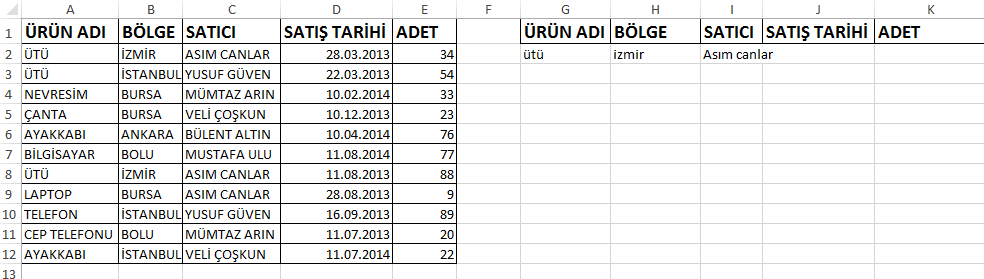 A B C D E F G H I J K
1 ÜRÜN ADI BÖLGE SATICI SATIŞ TARİHİ ADET ÜRÜN ADI BÖLGE SATICI SATIŞ TARİHİ ADET
2 ÜTÜ İZMİR ASIM CANLAR 28.03.2013 34 ütü izmir Asım canlar
3 ÜTÜ İSTANBUL YUSUF GÜVEN 22.03.2013 54
4 NEVRESİM BURSA MÜMTAZ ARIN 10.02.2014 33
5 ÇANTA BURSA VELİ ÇOŞKUN 10.12.2013 23
6 AYAKKABI ANKARA BÜLENT ALTIN 10.04.2014 76
7 BİLGİSAYAR BOLU MUSTAFA ULU 11.08.2014 77
8 ÜTÜ İZMİR ASIM CANLAR 11.08.2013 88
9 LAPTOP BURSA ASIM CANLAR 28.08.2013 9
10 TELEFON İSTANBUL YUSUF GÜVEN 16.09.2013 89
11 CEP TELEFONU BOLU MÜMTAZ ARIN 11.07.2013 20
12 AYAKKABI İSTANBUL VELİ ÇOŞKUN 11.07.2014 22
13